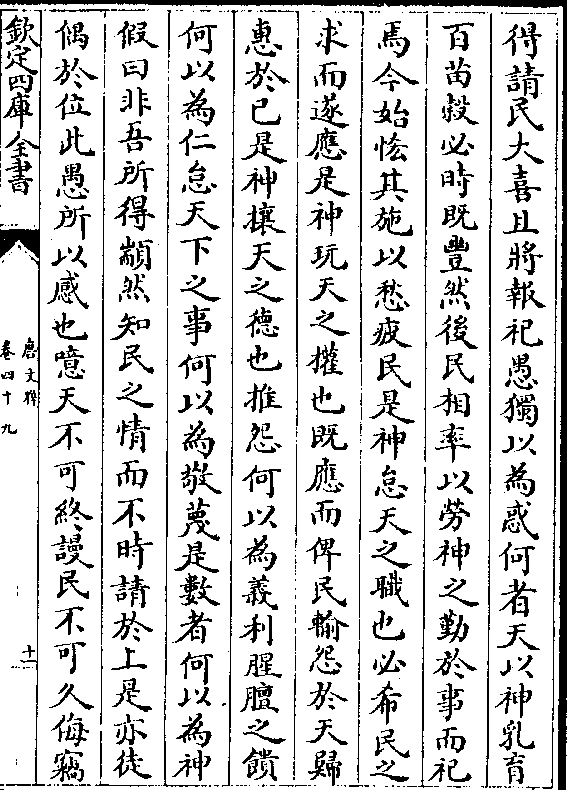 得請民大喜且將報祀愚獨以為惑何者天以神乳育
百苗穀必時既豐然後民相率以勞神之勤於事而祀
焉今始恡其施以愁疲民是神怠天之職也必希民之
求而遂應是神玩天之權也既應而俾民輸怨於天歸
惠於已是神攘天之德也推怨何以為義利腥膻之饋
何以為仁怠天下之事何以為敬蔑是數者何以為神
假曰非吾所得顓然知民之情而不時請於上是亦徒
偶於位此愚所以惑也噫天不可終謾民不可久侮竊
欽定四庫全書
唐文粹
卷四十九
十二